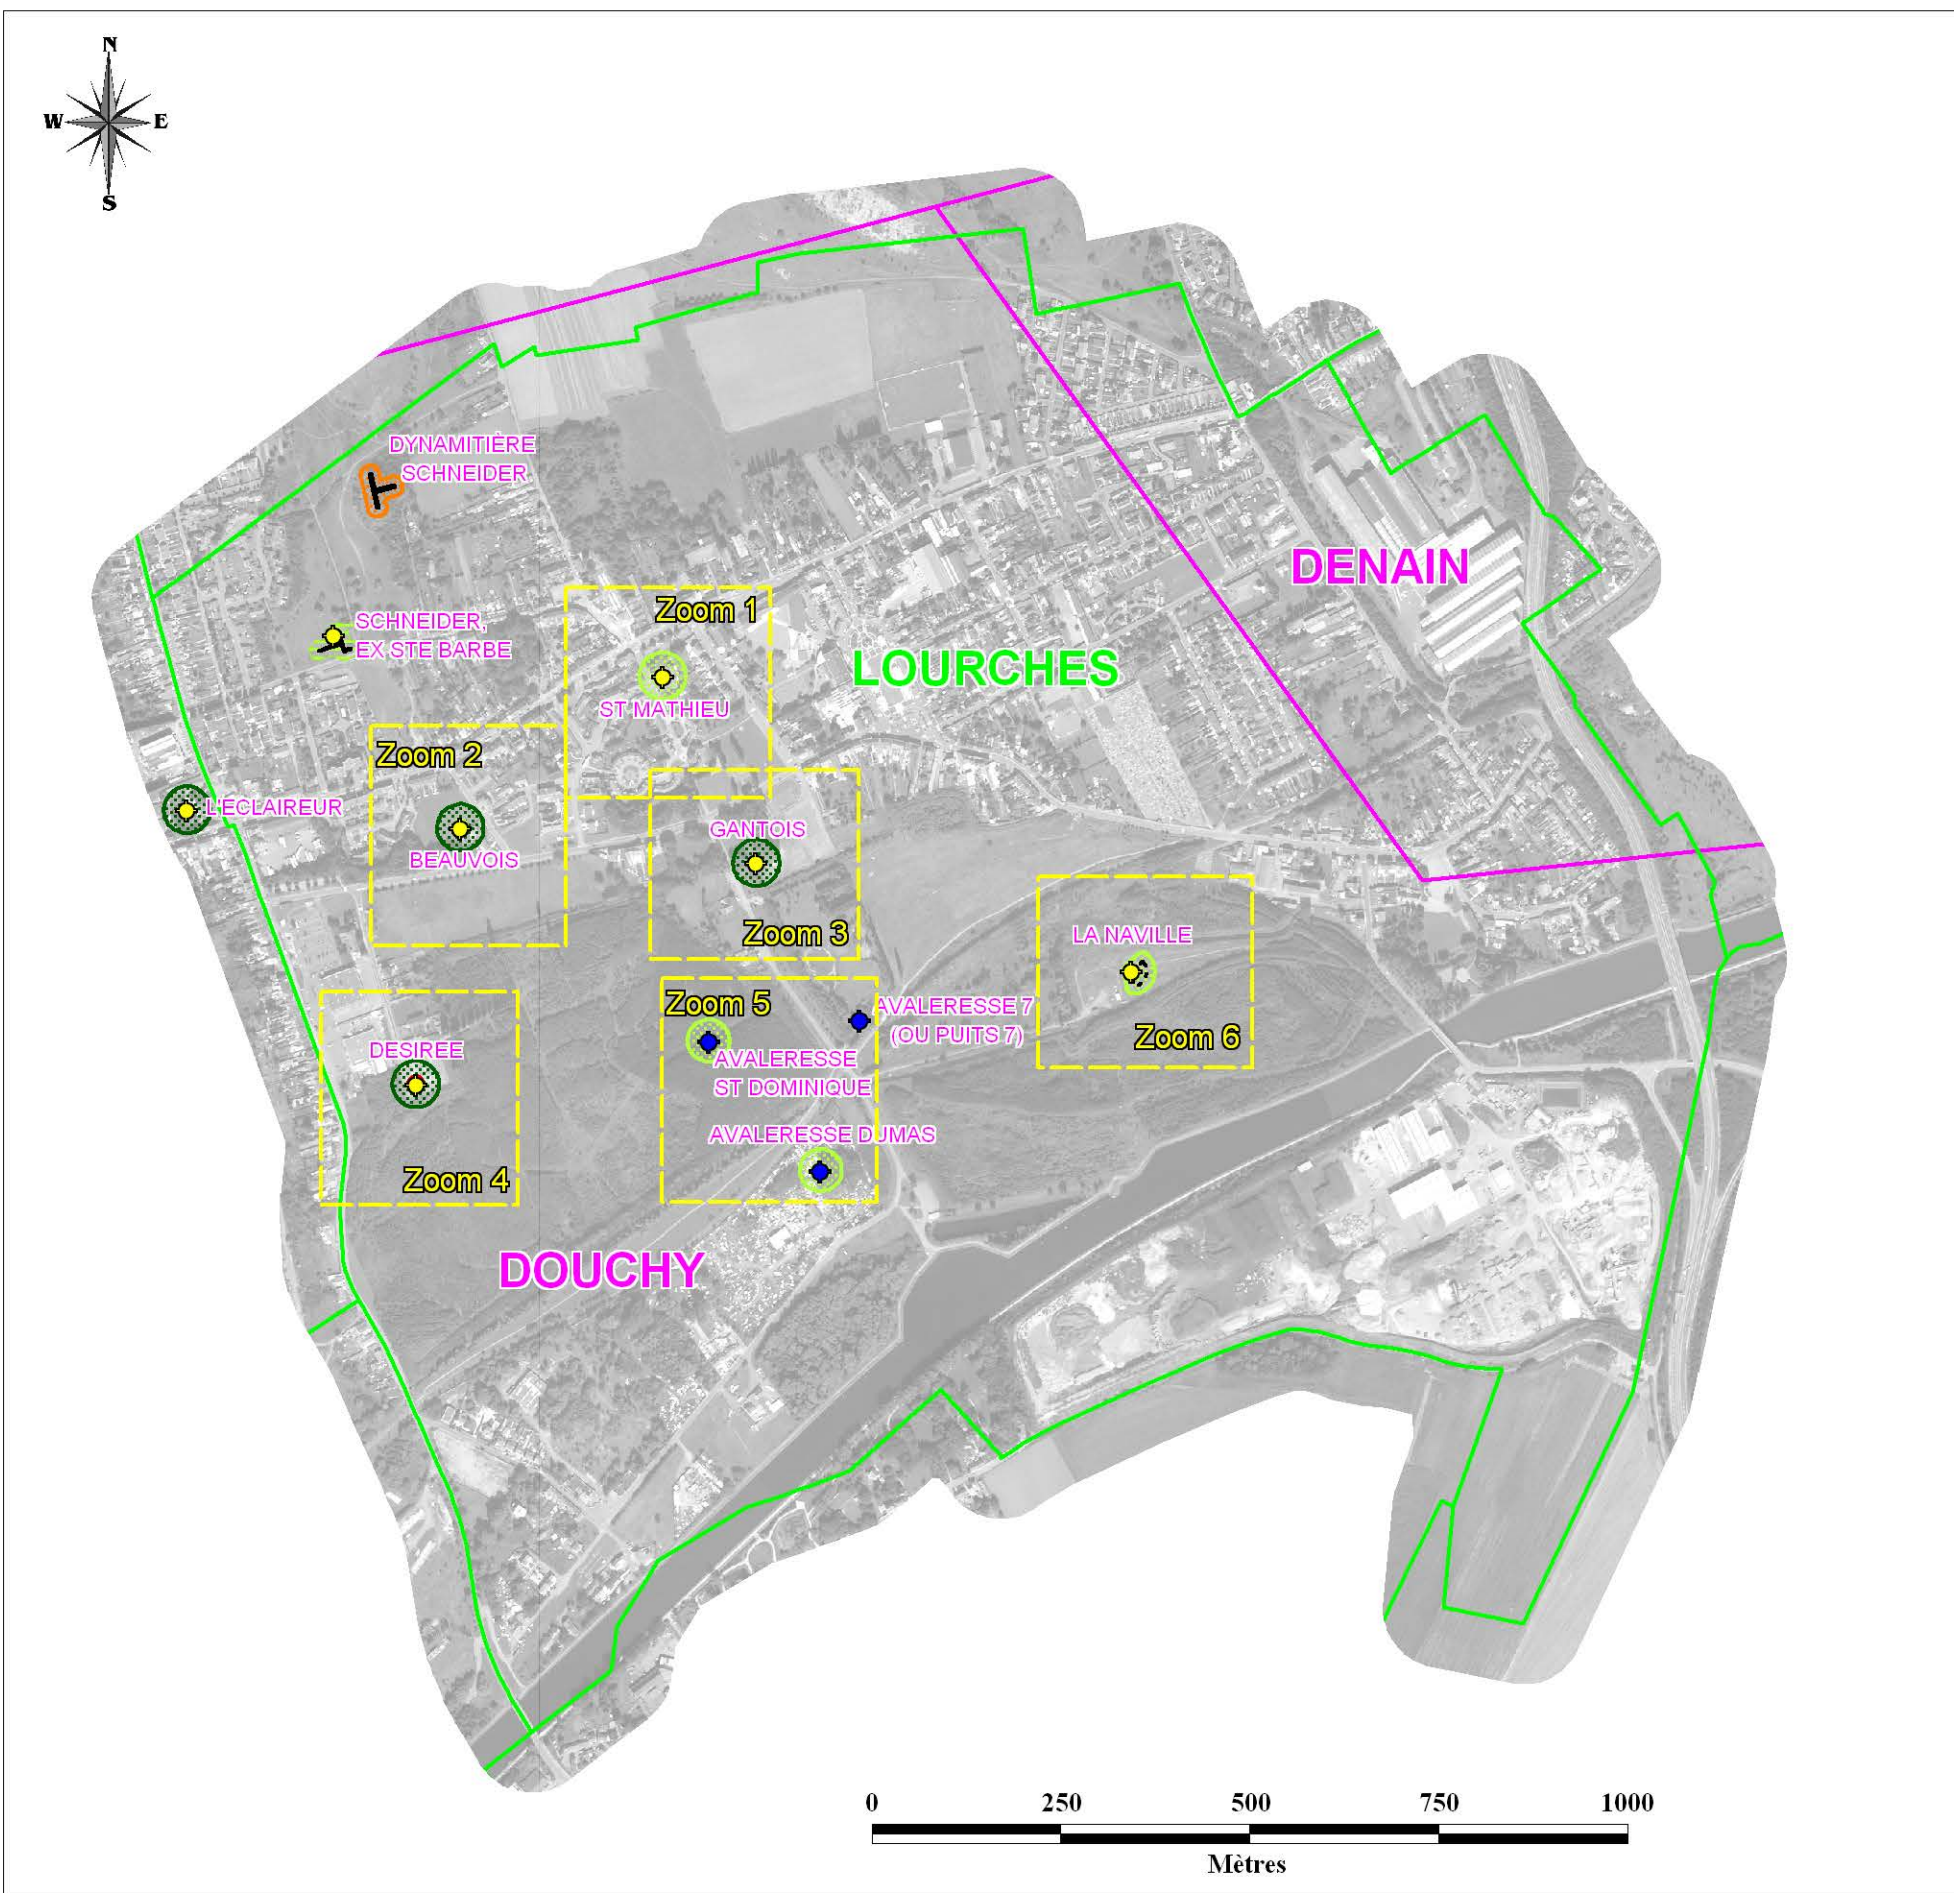 N
W E
S
DYNAMITIÈRE
SCHNEIDER
DENAIN
Zoom 1
SCHNEIDER,
EX STE BARBE
LOURCHES
ST MATHIEU
Zoom 2
L'ECLAIREUR
GANTOIS
BEAUVOIS
Zoom 3
LA NAVILLE
Zoom 5
AVALERESSE 7
(OU PUITS 7)
Zoom 6
DESIREE
AVALERESSE
ST DOMINIQUE
AVALERESSE DUMAS
Zoom 4
DOUCHY
0 250 500 750 1000
Mètres